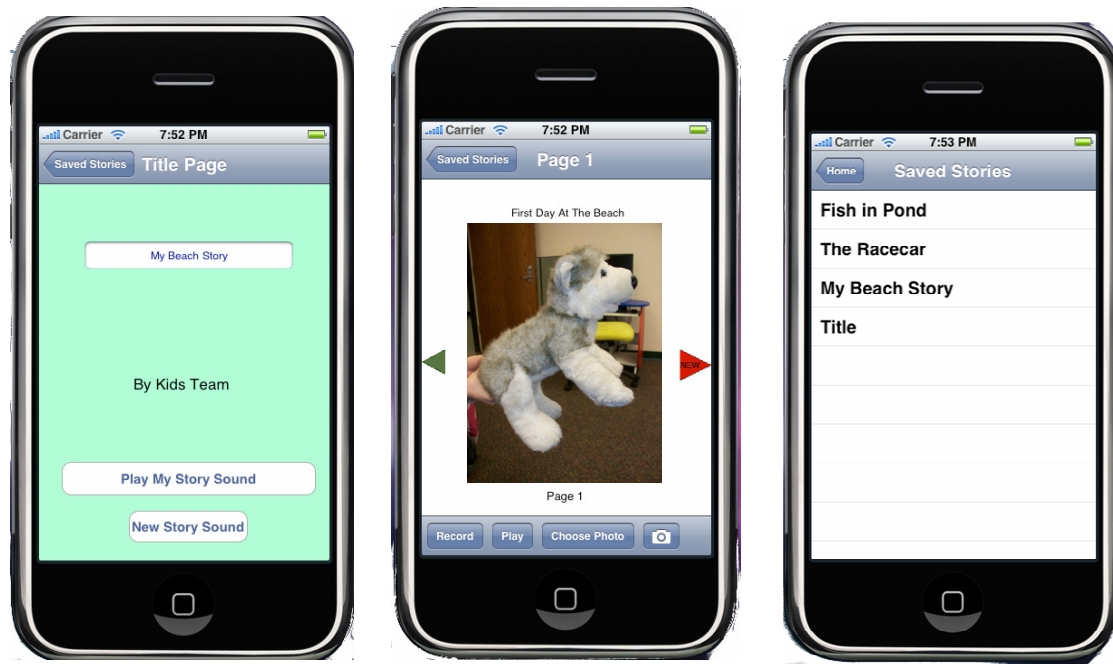 Carrier 7:52 PM
Saved Stories Title Page
My Beach Story
By Kids Team
Play My Story Sound
New Story Sound
Carrier 7:52 PM
Saved Stories Page 1
First Day At The Beach
NEW
Page 1
Record Play Choose Photo
Carrier 7:53 PM
Home Saved Stories
Fish in Pond
The Racecar
My Beach Story
Title